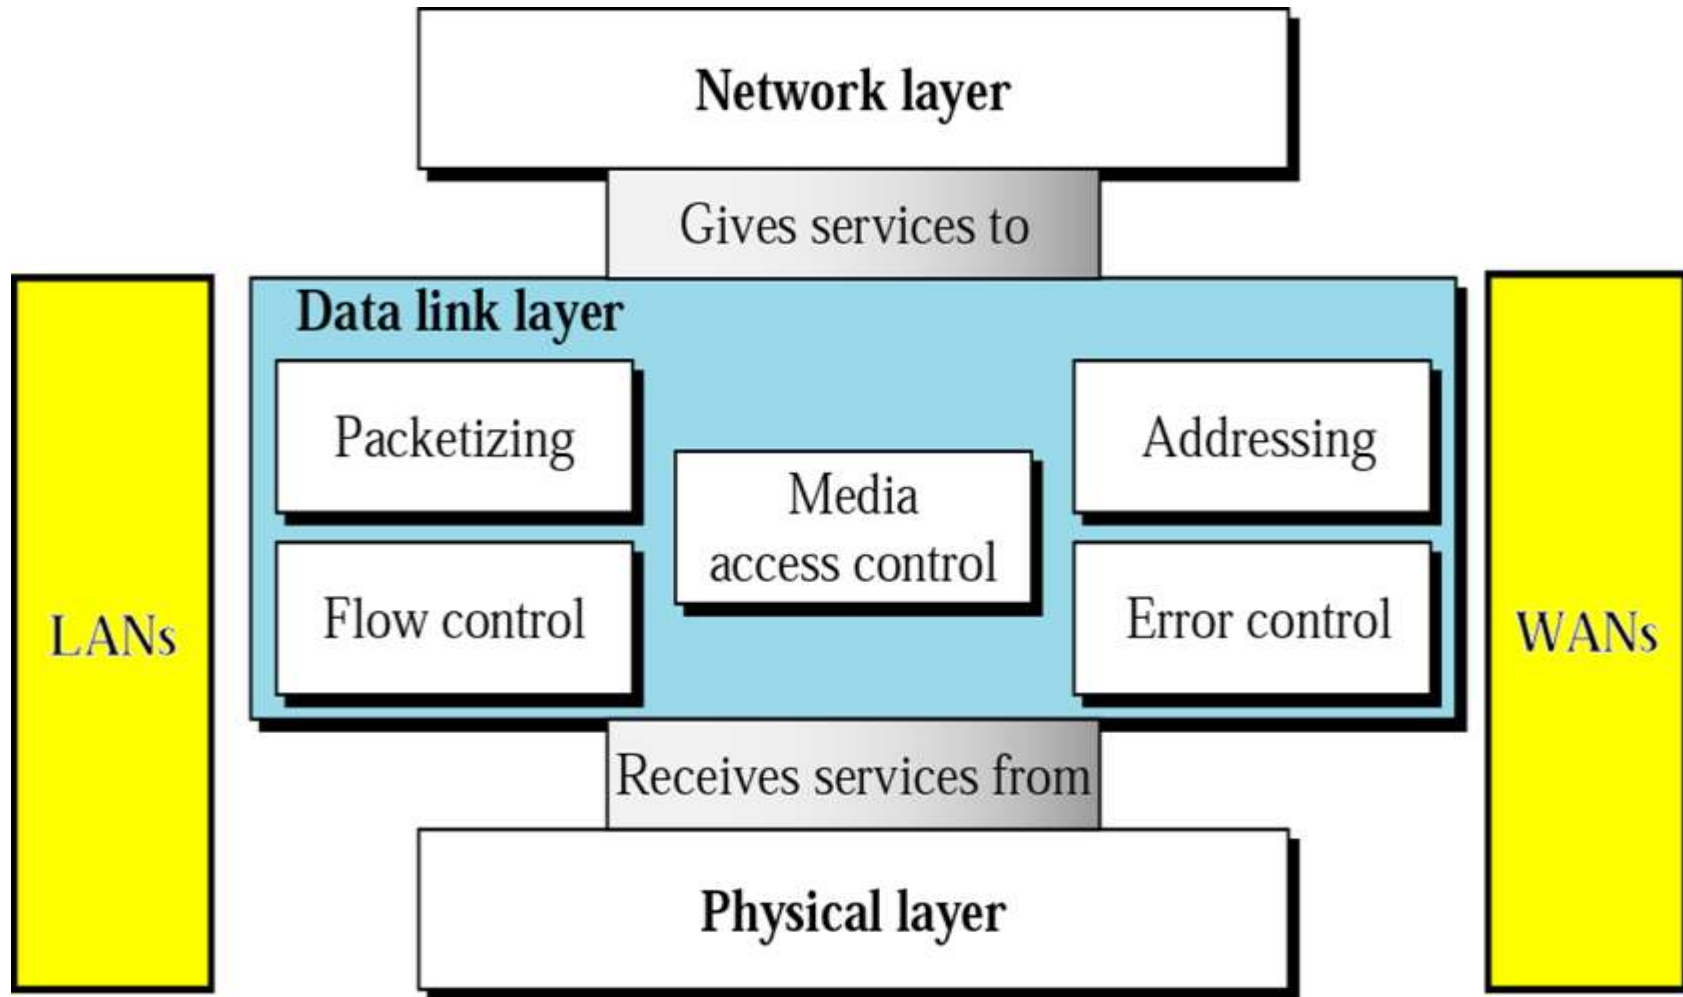 Network layer
Gives services to
Data link layer
Packetizing
Addressing
Media
access control
Flow control
Error control
LANs
WANs
Receives services from
Physical layer